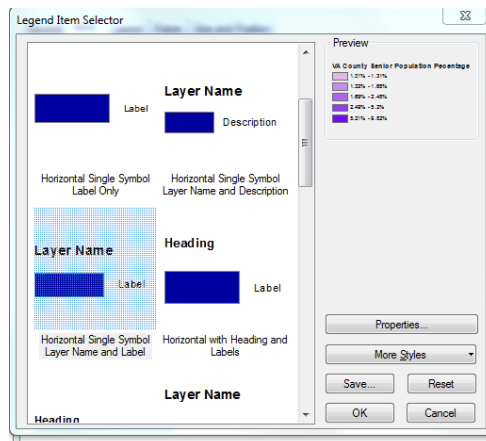 Legend Item Selector
Preview
VA County Senior Population Pecentage
1.01% - 1.31%
1.32% - 1.68%
1.69% - 2.48%
2.49% - 5.2%
5.21% - 9.82%
Label
Layer Name
Description
Horizontal Single Symbol
Label Only
Horizontal Single Symbol
Layer Name and Description
Layer Name
Label
Heading
Label
Horizontal Single Symbol
Layer Name and Label
Horizontal with Heading and
Labels
Heading
Layer Name
Properties...
More Styles
Save...
Reset
OK
Cancel